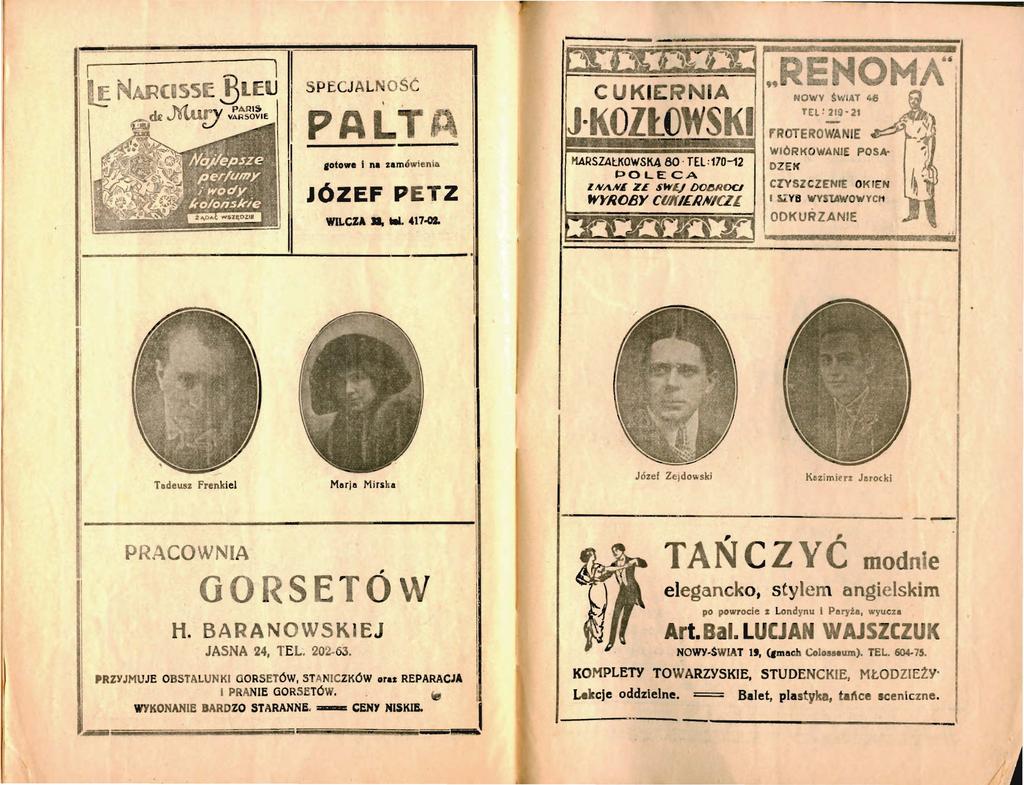 LE NARCISSE BLEU
de Mury PARIS
VARSOVIE
Najlepsze
perfumy
i wody
kolońskie
ŻĄDAĆ WSZĘDZIE
SPECJALNOŚĆ
PALTA
gotowe i na zamówienia
JÓZEF PETZ
WILCZA 33, tel. 417-02.
Tadeusz Frenkiel
Marja Mirska
PRACOWNIA
GORSETÓW
H. BARANOWSKIEJ
JASNA 24, TEL. 202-63.
PRZYJMUJE OBSTALUNKI GORSETÓW, STANICZKÓW oraz REPARACJA
I PRANIE GORSETÓW.
WYKONANIE BARDZO STARANNE. CENY NISKIE.
CUKIERNIA
J·KOZŁOWSKI
MARSZAŁKOWSKA 60 · TEL: 170-12
POLECA
ZNANE ZE SWEJ DOBROCI
WYROBY CUKIERNICZE
„RENOMA"
NOWY ŚWIAT 46
TEL: 219-21
FROTEROWANIE
WIÓRKOWANIE POSA-
DZEK
CZYSZCZENIE OKIEN
I SZYB WYSTAWOWYCH
ODKURZANIE
Józef Zejdowski
Kazimierz Jarocki
TAŃCZYĆ modnie
elegancko, stylem angielskim
po powrocie z Londynu i Paryża, wyucza
Art. Bal. LUCJAN WAJSZCZUK
NOWY-ŚWIAT 19, (gmach Colosseum). TEL. 604-75.
KOMPLETY TOWARZYSKIE, STUDENCKIE, MŁODZIEŻY·
Lekcje oddzielne. Balet, plastyka, tańce sceniczne.